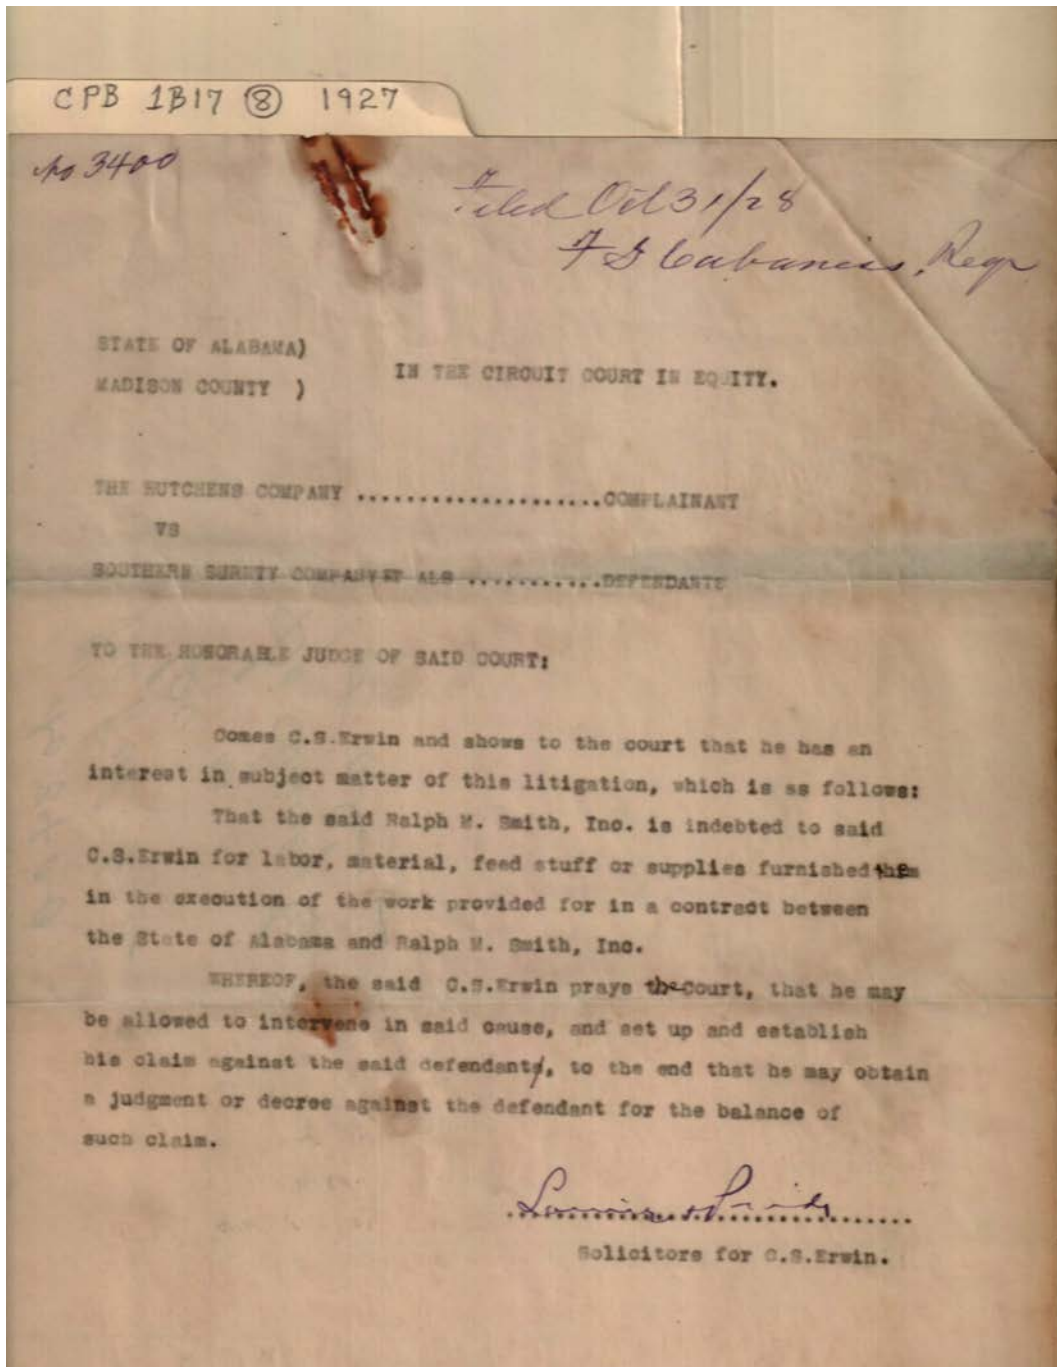 CPB 1B17 ⑧ 1927
No 3400
Filed Oct 31/28
F G Cabaniss, Regr
STATE OF ALABAMA)
IN THE CIRCUIT COURT IN EQUITY.
MADISON COUNTY )
THE HUTCHENS COMPANY .....................COMPLAINANT
VS
SOUTHERN SURETY COMPANY ET ALS ............DEFENDANTS
TO THE HONORABLE JUDGE OF SAID COURT:
Comes C.S.Erwin and shows to the court that he has an
interest in subject matter of this litigation, which is as follows:
That the said Ralph M. Smith, Inc. is indebted to said
C.S.Erwin for labor, material, feed stuff or supplies furnished them
in the execution of the work provided for in a contract between
the State of Alabama and Ralph M. Smith, Inc.
WHEREOF, the said C.S.Erwin prays the Court, that he may
be allowed to intervene in said cause, and set up and establish
his claim against the said defendant, to the end that he may obtain
a judgment or decree against the defendant for the balance of
such claim.
Solicitors for C.S.Erwin.